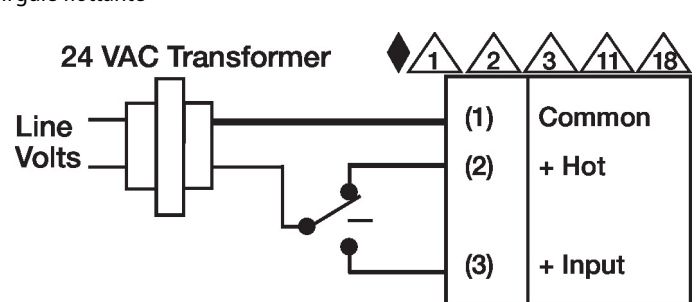 24 VAC Transformer
1 2 3 11 18
Line
Volts
(1) Common
(2) + Hot
(3) + Input